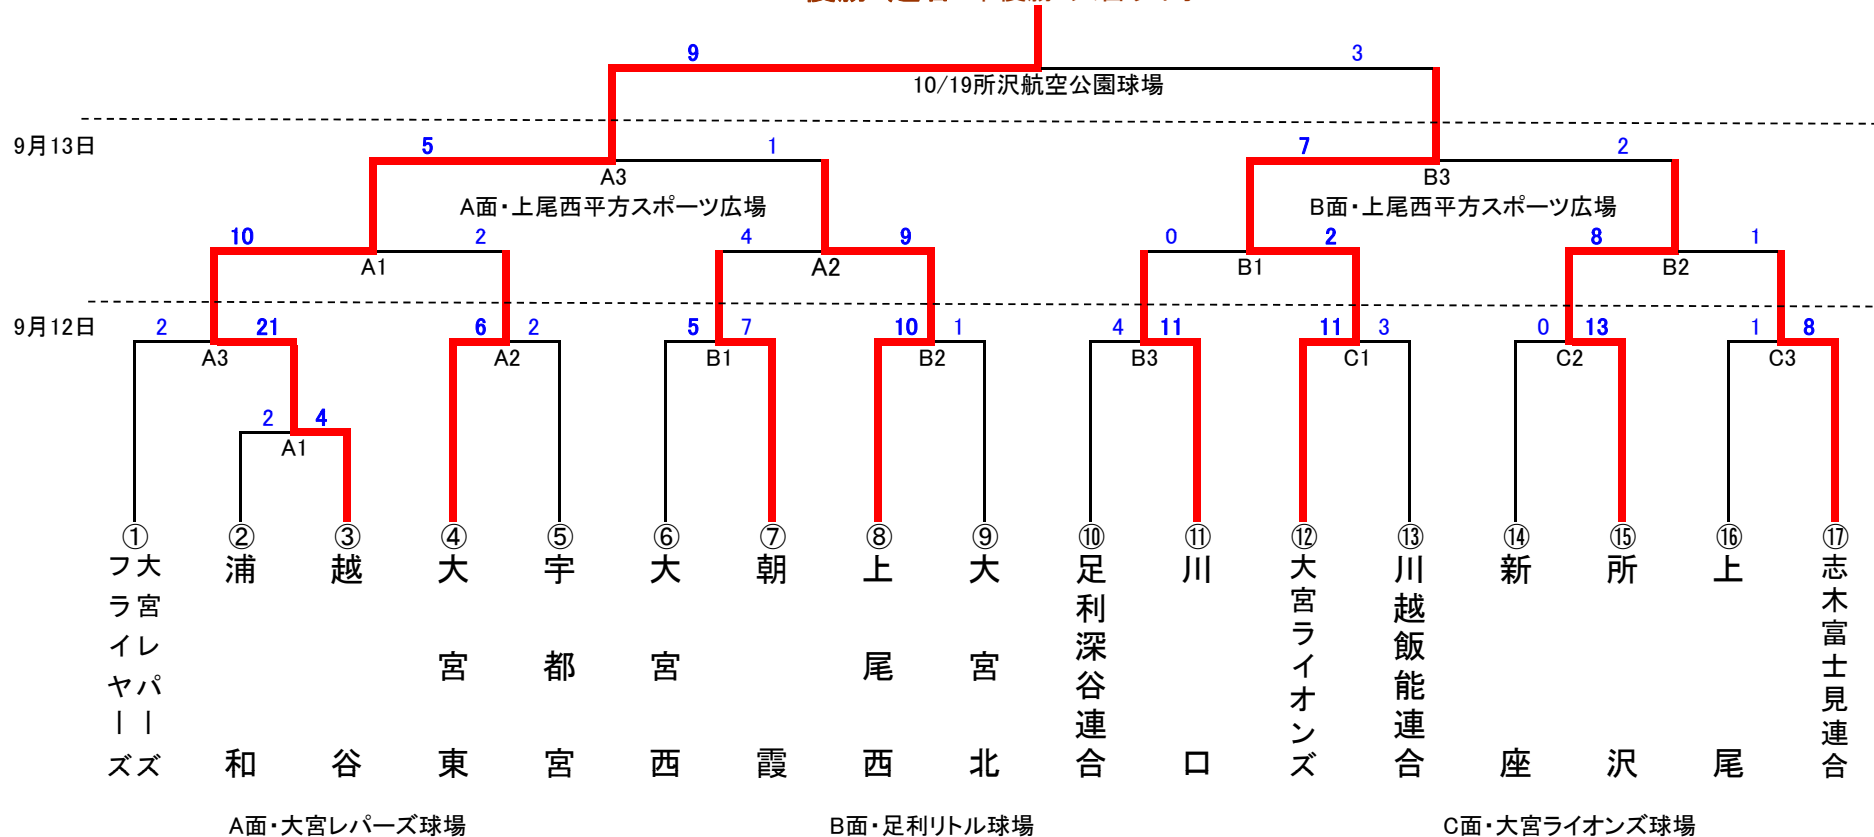 9 3
10/19所沢航空公園球場
9月13日
5 1 7 2
A3 B3
A面・上尾西平方スポーツ広場 B面・上尾西平方スポーツ広場
10 2 4 9 0 2 8 1
A1 A2 B1 B2
9月12日
2 21 6 2 5 7 10 1 4 11 11 3 0 13 1 8
A3 A2 B1 B2 B3 C1 C2 C3
2 4
A1
① 大宮レパーズフライヤーズ
② 浦和
③ 越谷
④ 大宮東
⑤ 宇都宮
⑥ 大宮西
⑦ 朝霞
⑧ 上尾西
⑨ 大宮北
⑩ 足利深谷連合
⑪ 川口
⑫ 大宮ライオンズ
⑬ 川越飯能連合
⑭ 新座
⑮ 所沢
⑯ 上尾
⑰ 志木富士見連合
A面・大宮レパーズ球場 B面・足利リトル球場 C面・大宮ライオンズ球場